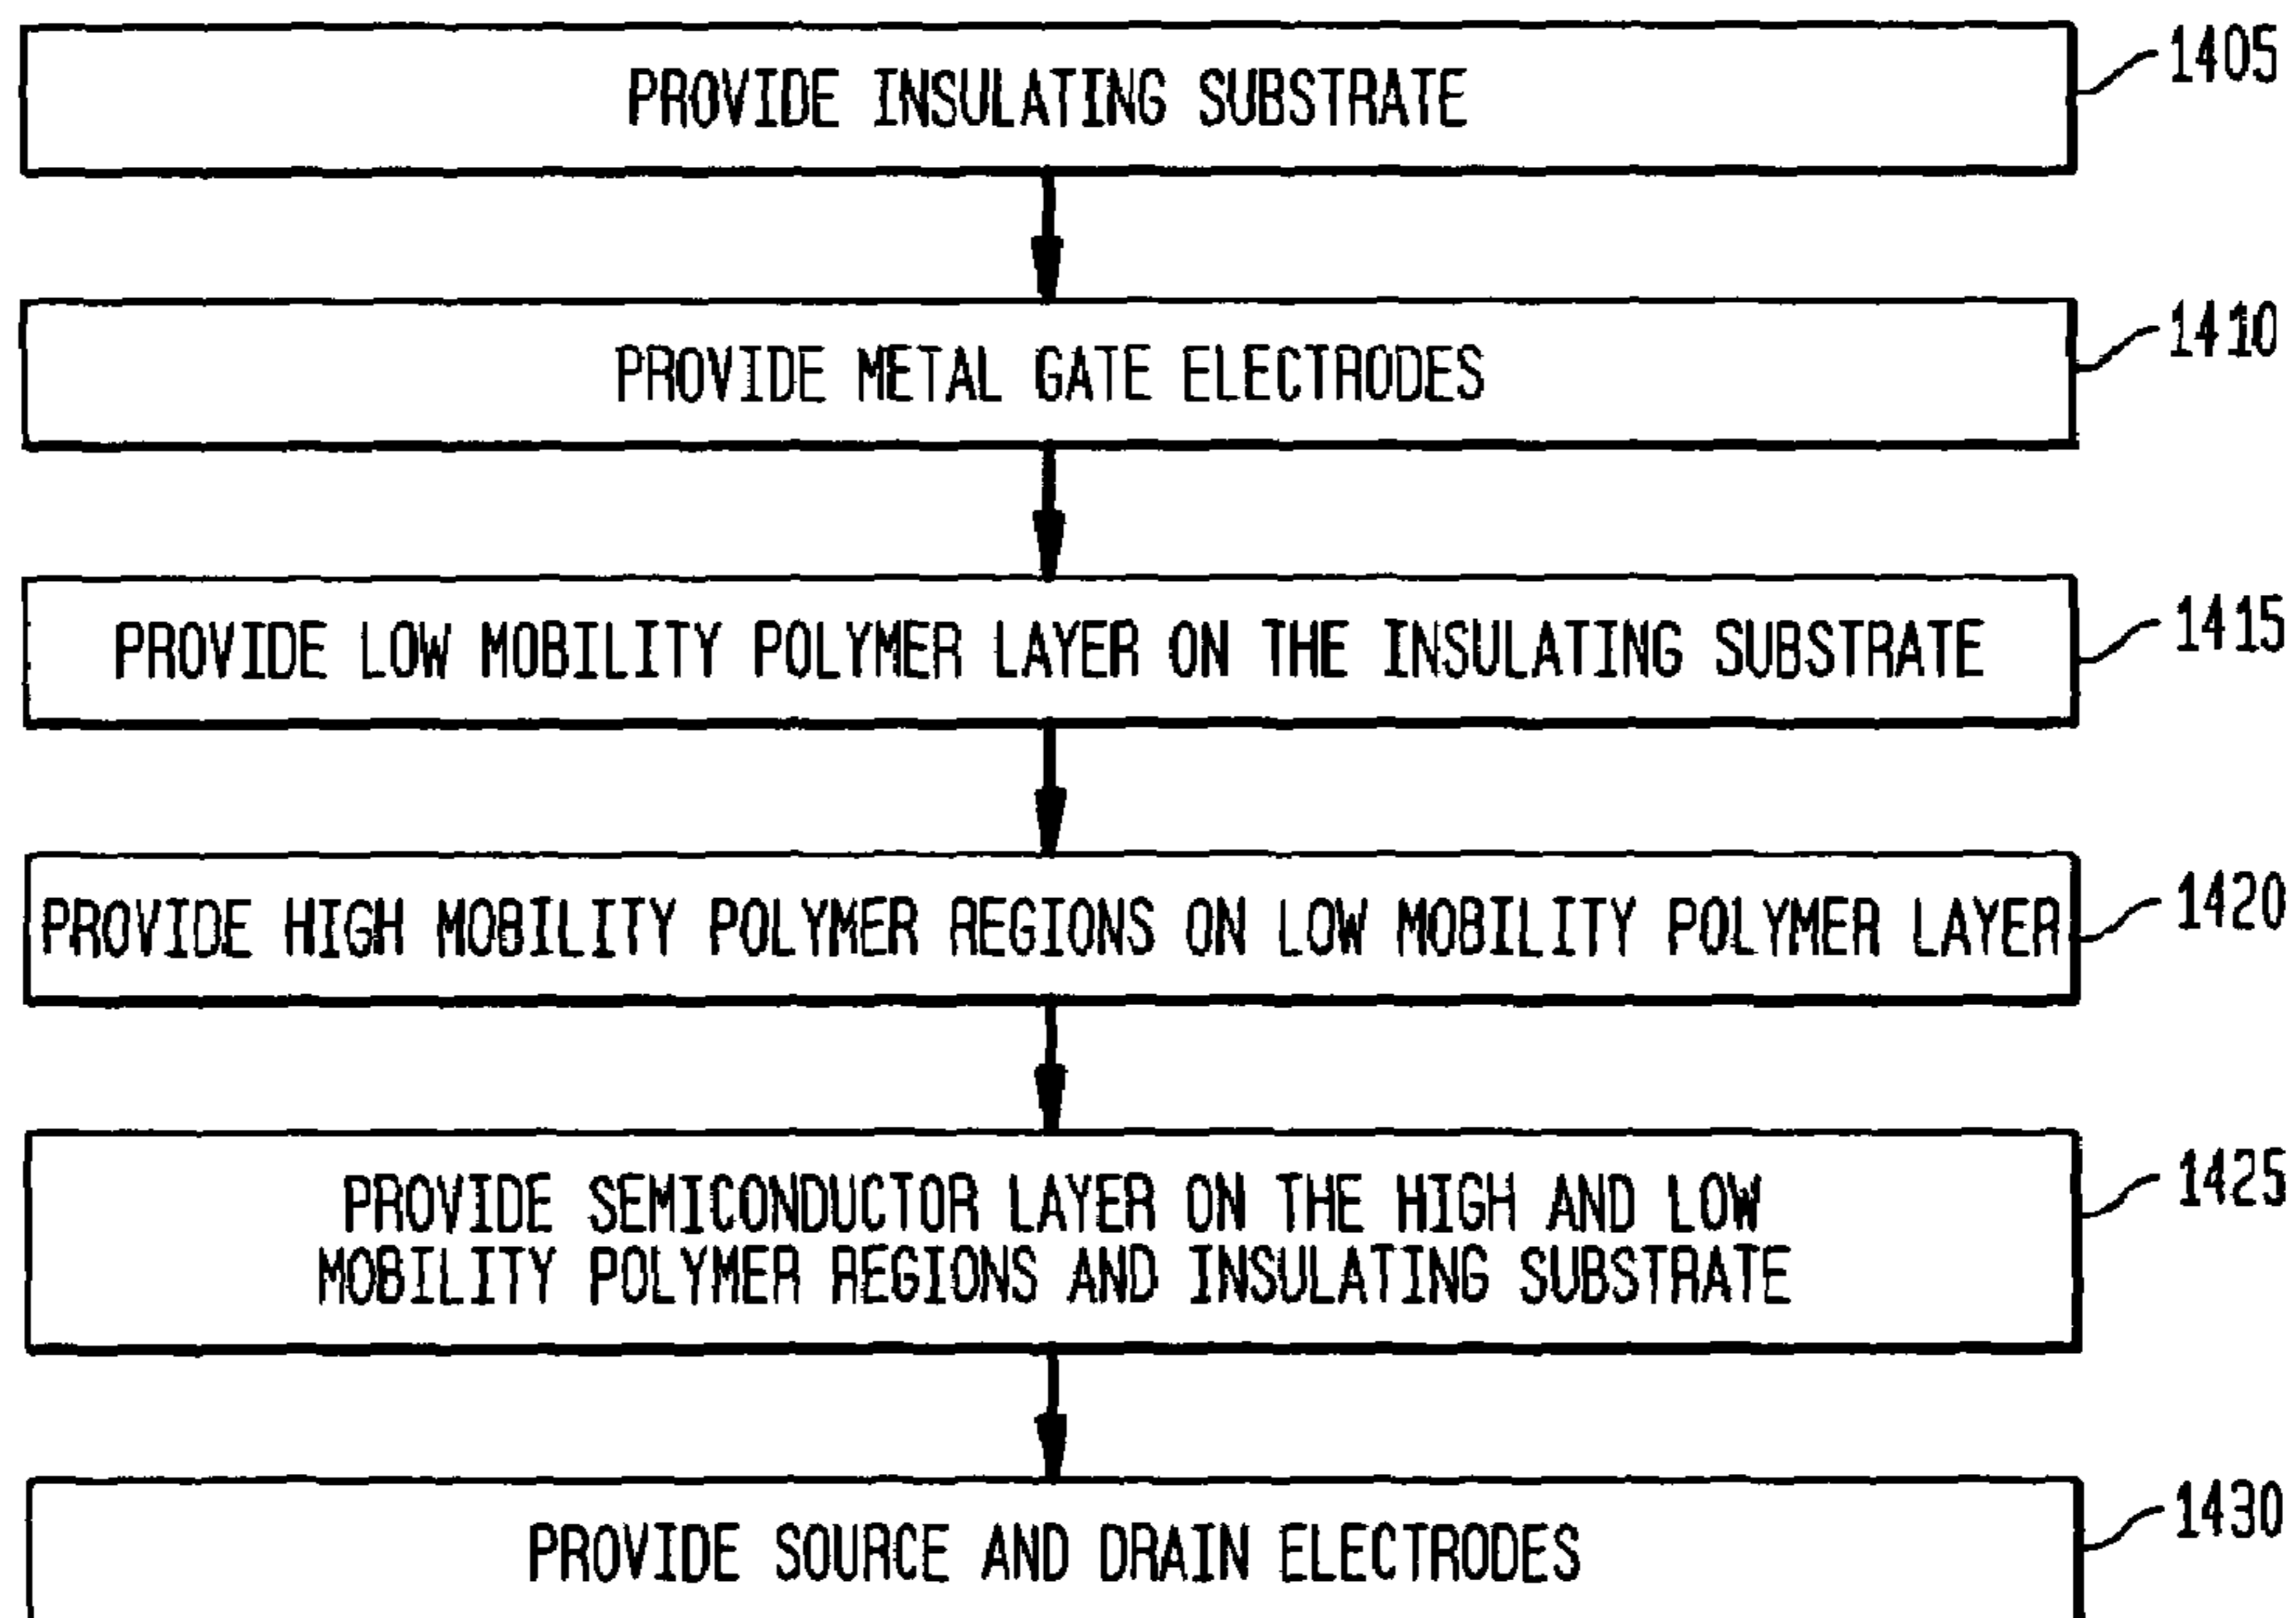 PROVIDE INSULATING SUBSTRATE
1405
PROVIDE METAL GATE ELECTRODES
1410
PROVIDE LOW MOBILITY POLYMER LAYER ON THE INSULATING SUBSTRATE
1415
PROVIDE HIGH MOBILITY POLYMER REGIONS ON LOW MOBILITY POLYMER LAYER
1420
PROVIDE SEMICONDUCTOR LAYER ON THE HIGH AND LOW
MOBILITY POLYMER REGIONS AND INSULATING SUBSTRATE
1425
PROVIDE SOURCE AND DRAIN ELECTRODES
1430